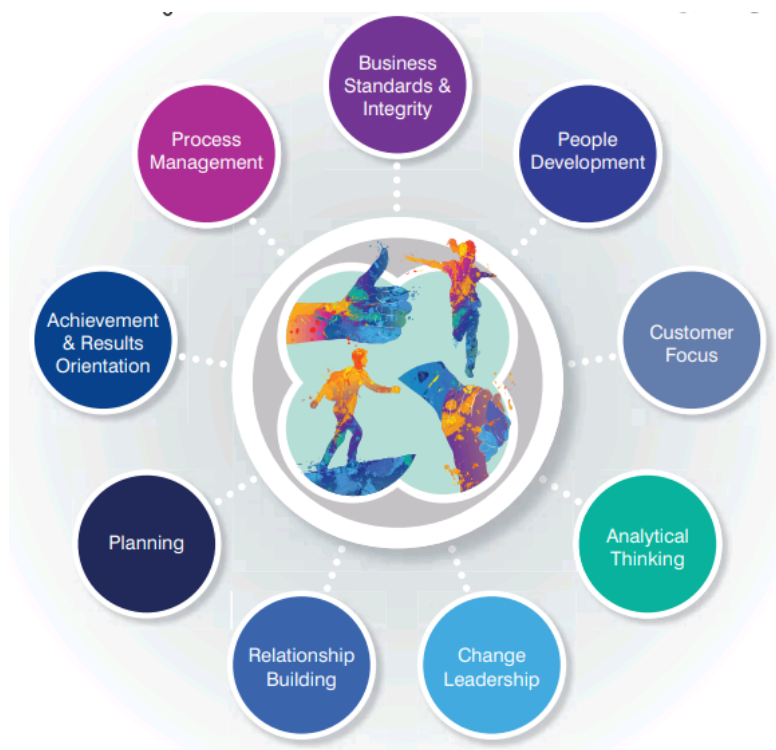 Business
Standards &
Integrity
People
Development
Customer
Focus
Analytical
Thinking
Change
Leadership
Relationship
Building
Planning
Achievement
& Results
Orientation
Process
Management